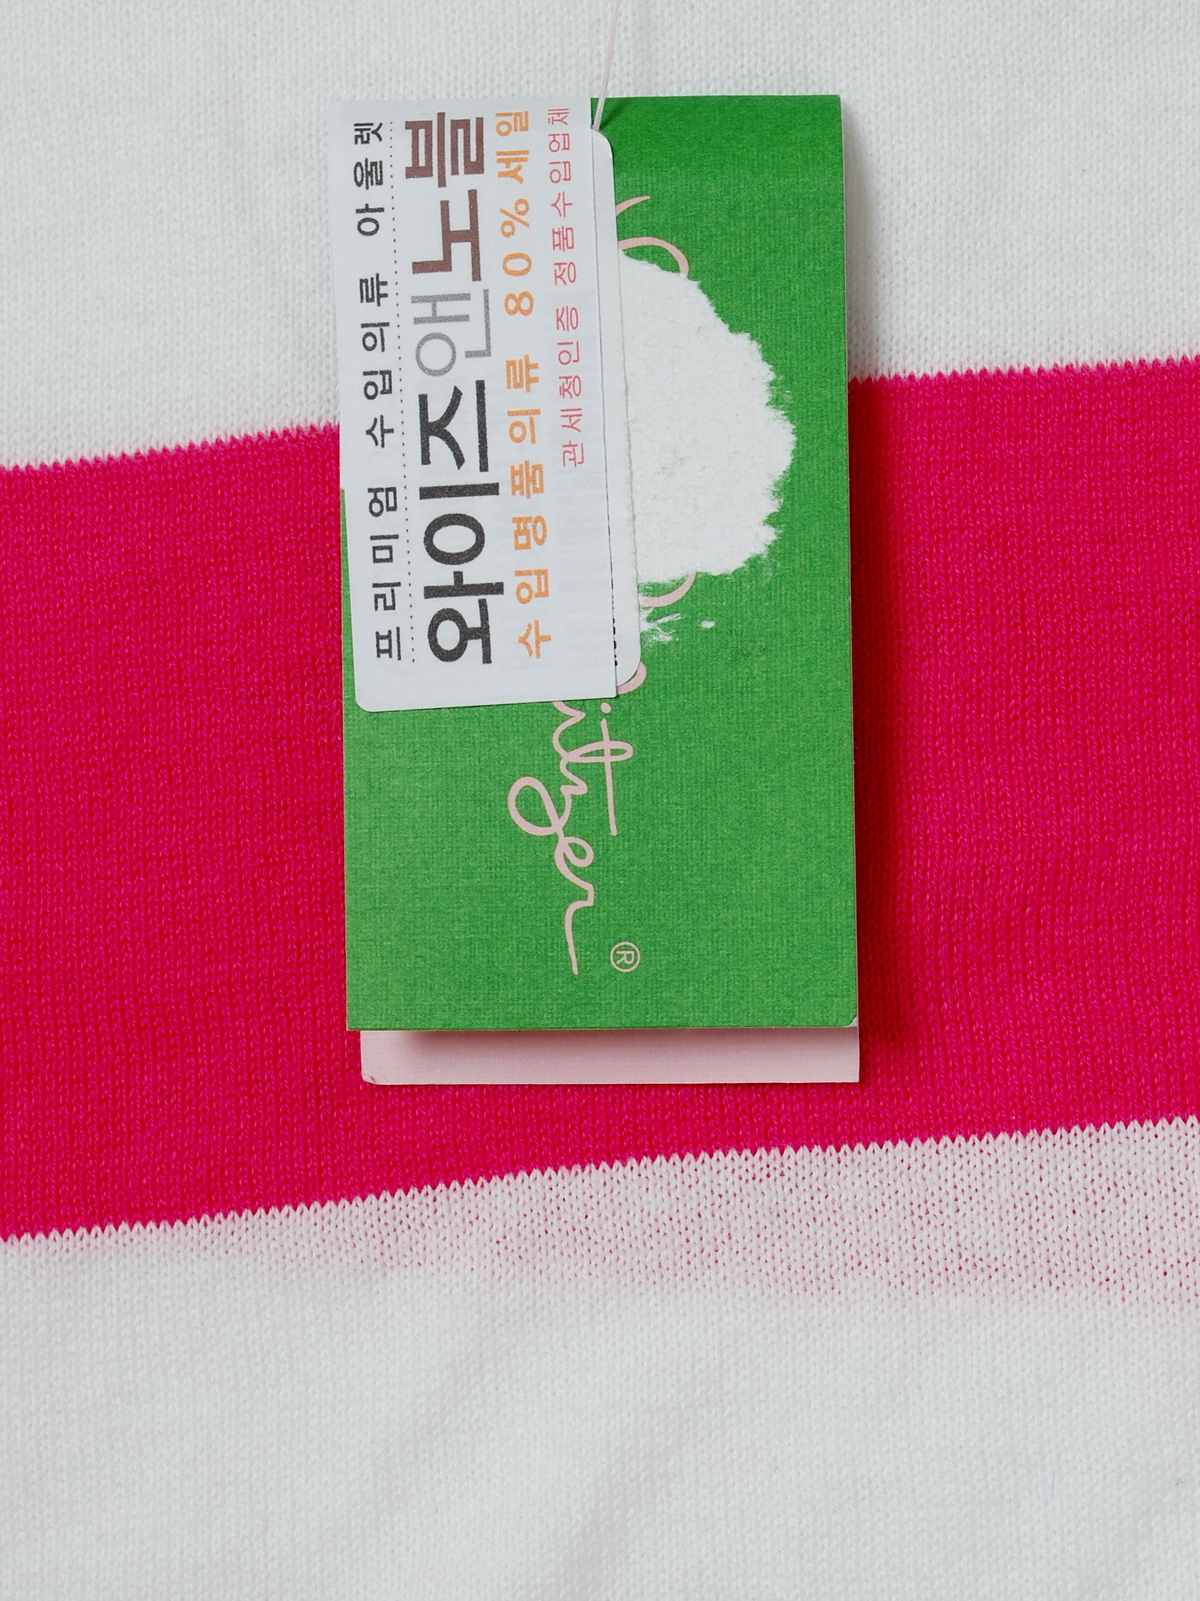 프리미엄 수입의류 아울렛
와이즈앤노블
수입명품의류 80%세일
관세청인증 정품수입업체
®